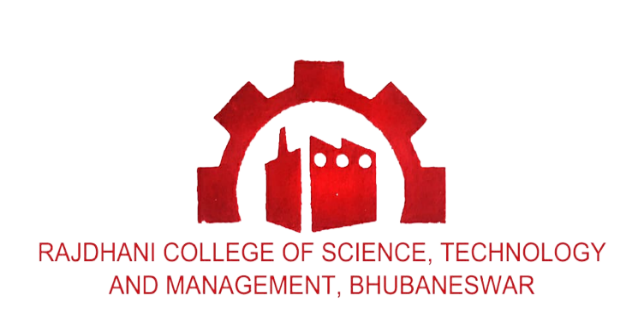 RAJDHANI COLLEGE OF SCIENCE, TECHNOLOGY
AND MANAGEMENT, BHUBANESWAR